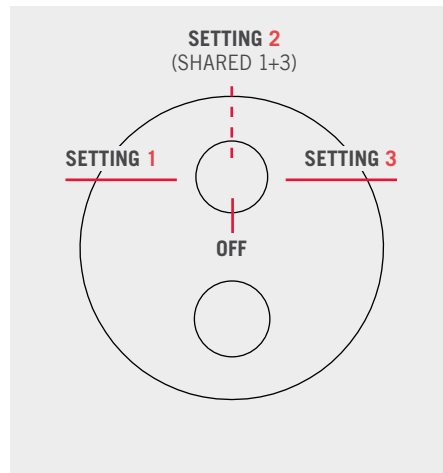 SETTING 2
(SHARED 1+3)
SETTING 1
SETTING 3
OFF